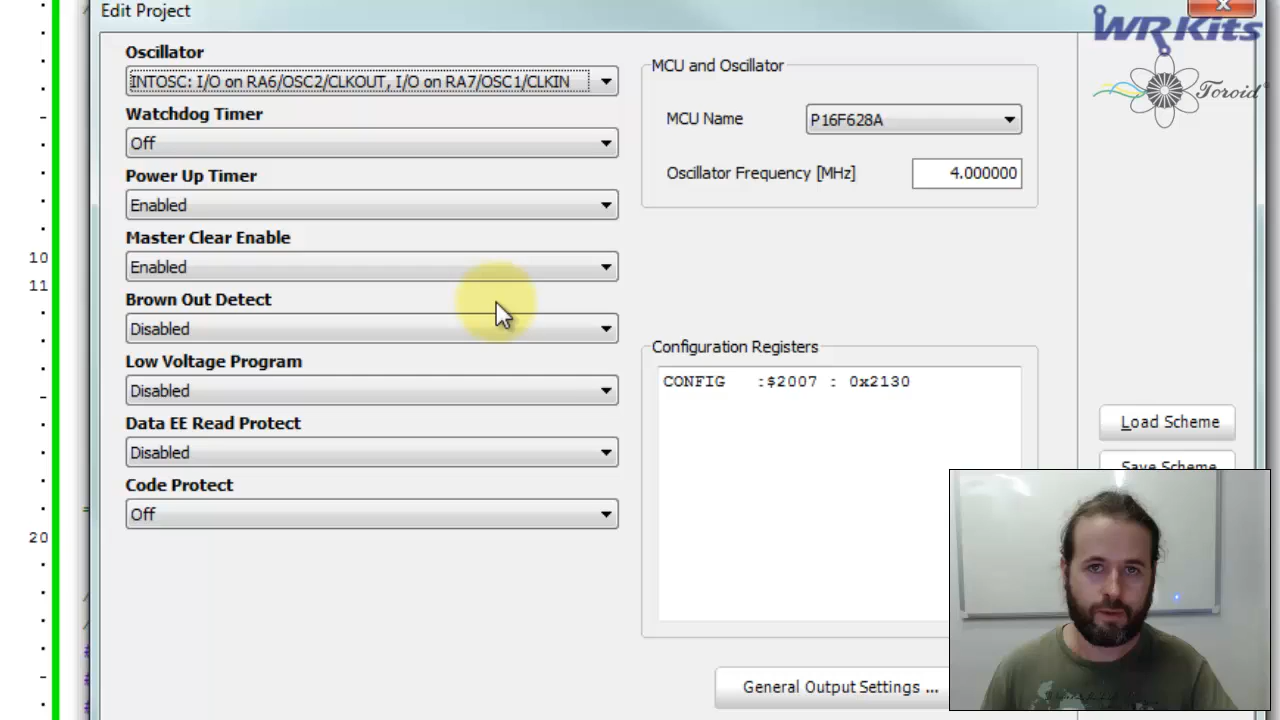 Edit Project
WRKits
Toroid
Oscillator
INTOSC: I/O on RA6/OSC2/CLKOUT, I/O on RA7/OSC1/CLKIN
Watchdog Timer
Off
Power Up Timer
Enabled
Master Clear Enable
Enabled
Brown Out Detect
Disabled
Low Voltage Program
Disabled
Data EE Read Protect
Disabled
Code Protect
Off
MCU and Oscillator
MCU Name P16F628A
Oscillator Frequency [MHz] 4.000000
Configuration Registers
CONFIG :$2007 : 0x2130
Load Scheme
Save Scheme
General Output Settings ...
10
11
20